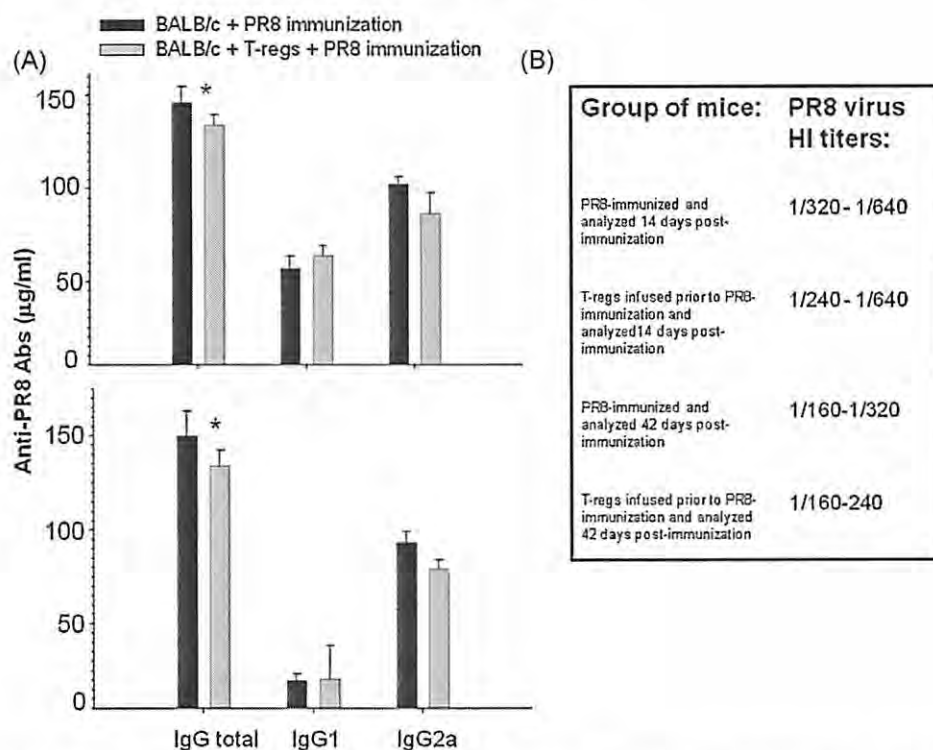 BALB/c + PR8 immunization
BALB/c + T-regs + PR8 immunization
(A)
150
*
100
50
0
150
*
100
50
0
Anti-PR8 Abs (µg/ml)
IgG total IgG1 IgG2a
(B)
Group of mice: PR8 virus
HI titers:
PR8-immunized and
analyzed 14 days post-
immunization
1/320- 1/640
T-regs infused prior to PR8-
immunization and
analyzed14 days post-
immunization
1/240- 1/640
PR8-immunized and
analyzed 42 days post-
immunization
1/160-1/320
T-regs infused prior to PR8-
immunization and analyzed
42 days post-immunization
1/160-240